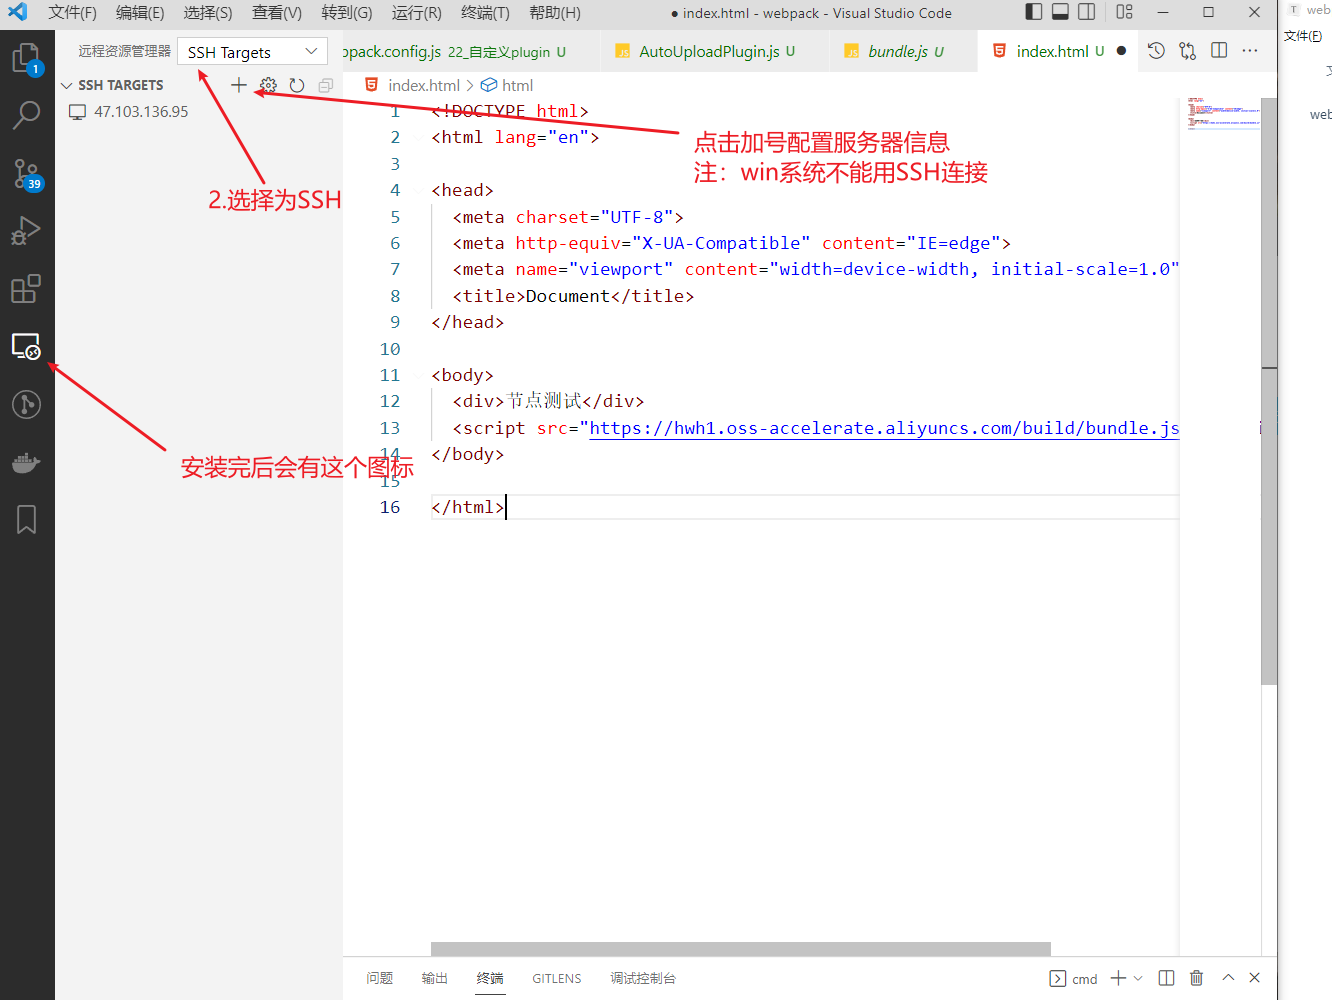 文件(F) 编辑(E) 选择(S) 查看(V) 转到(G) 运行(R) 终端(T) 帮助(H) ● index.html - webpack - Visual Studio Code
web
文件(F)
web
远程资源管理器 SSH Targets
opack.config.js 22_自定义plugin U AutoUploadPlugin.js U bundle.js U index.html U ●
SSH TARGETS
47.103.136.95
1
39
index.html > html
1 <!DOCTYPE html>
2 <html lang="en">
3
4 <head>
5 <meta charset="UTF-8">
6 <meta http-equiv="X-UA-Compatible" content="IE=edge">
7 <meta name="viewport" content="width=device-width, initial-scale=1.0"
8 <title>Document</title>
9 </head>
10
11 <body>
12 <div>节点测试</div>
13 <script src="https://hwh1.oss-accelerate.aliyuncs.com/build/bundle.js
14 </body>
15
16 </html>
点击加号配置服务器信息
注：win系统不能用SSH连接
2.选择为SSH
安装完后会有这个图标
问题 输出 终端 GITLENS 调试控制台 cmd